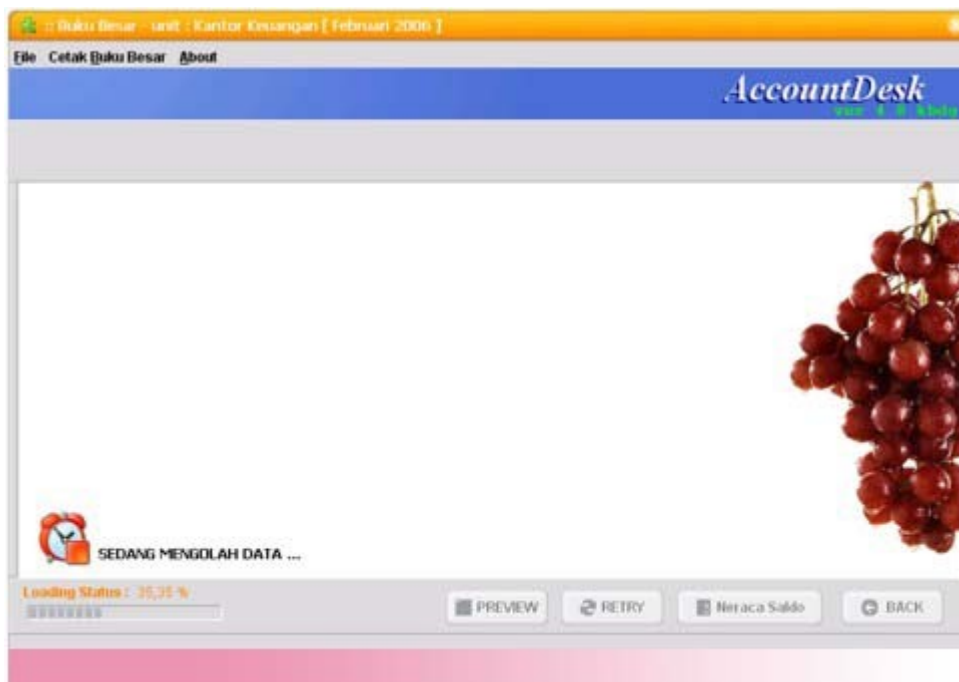 :: Buku Besar - unit : Kantor Keuangan [ Februari 2006 ]
File Cetak Buku Besar About
AccountDesk
SEDANG MENGOLAH DATA ...
Loading Status :
PREVIEW RETRY Neraca Saldo BACK